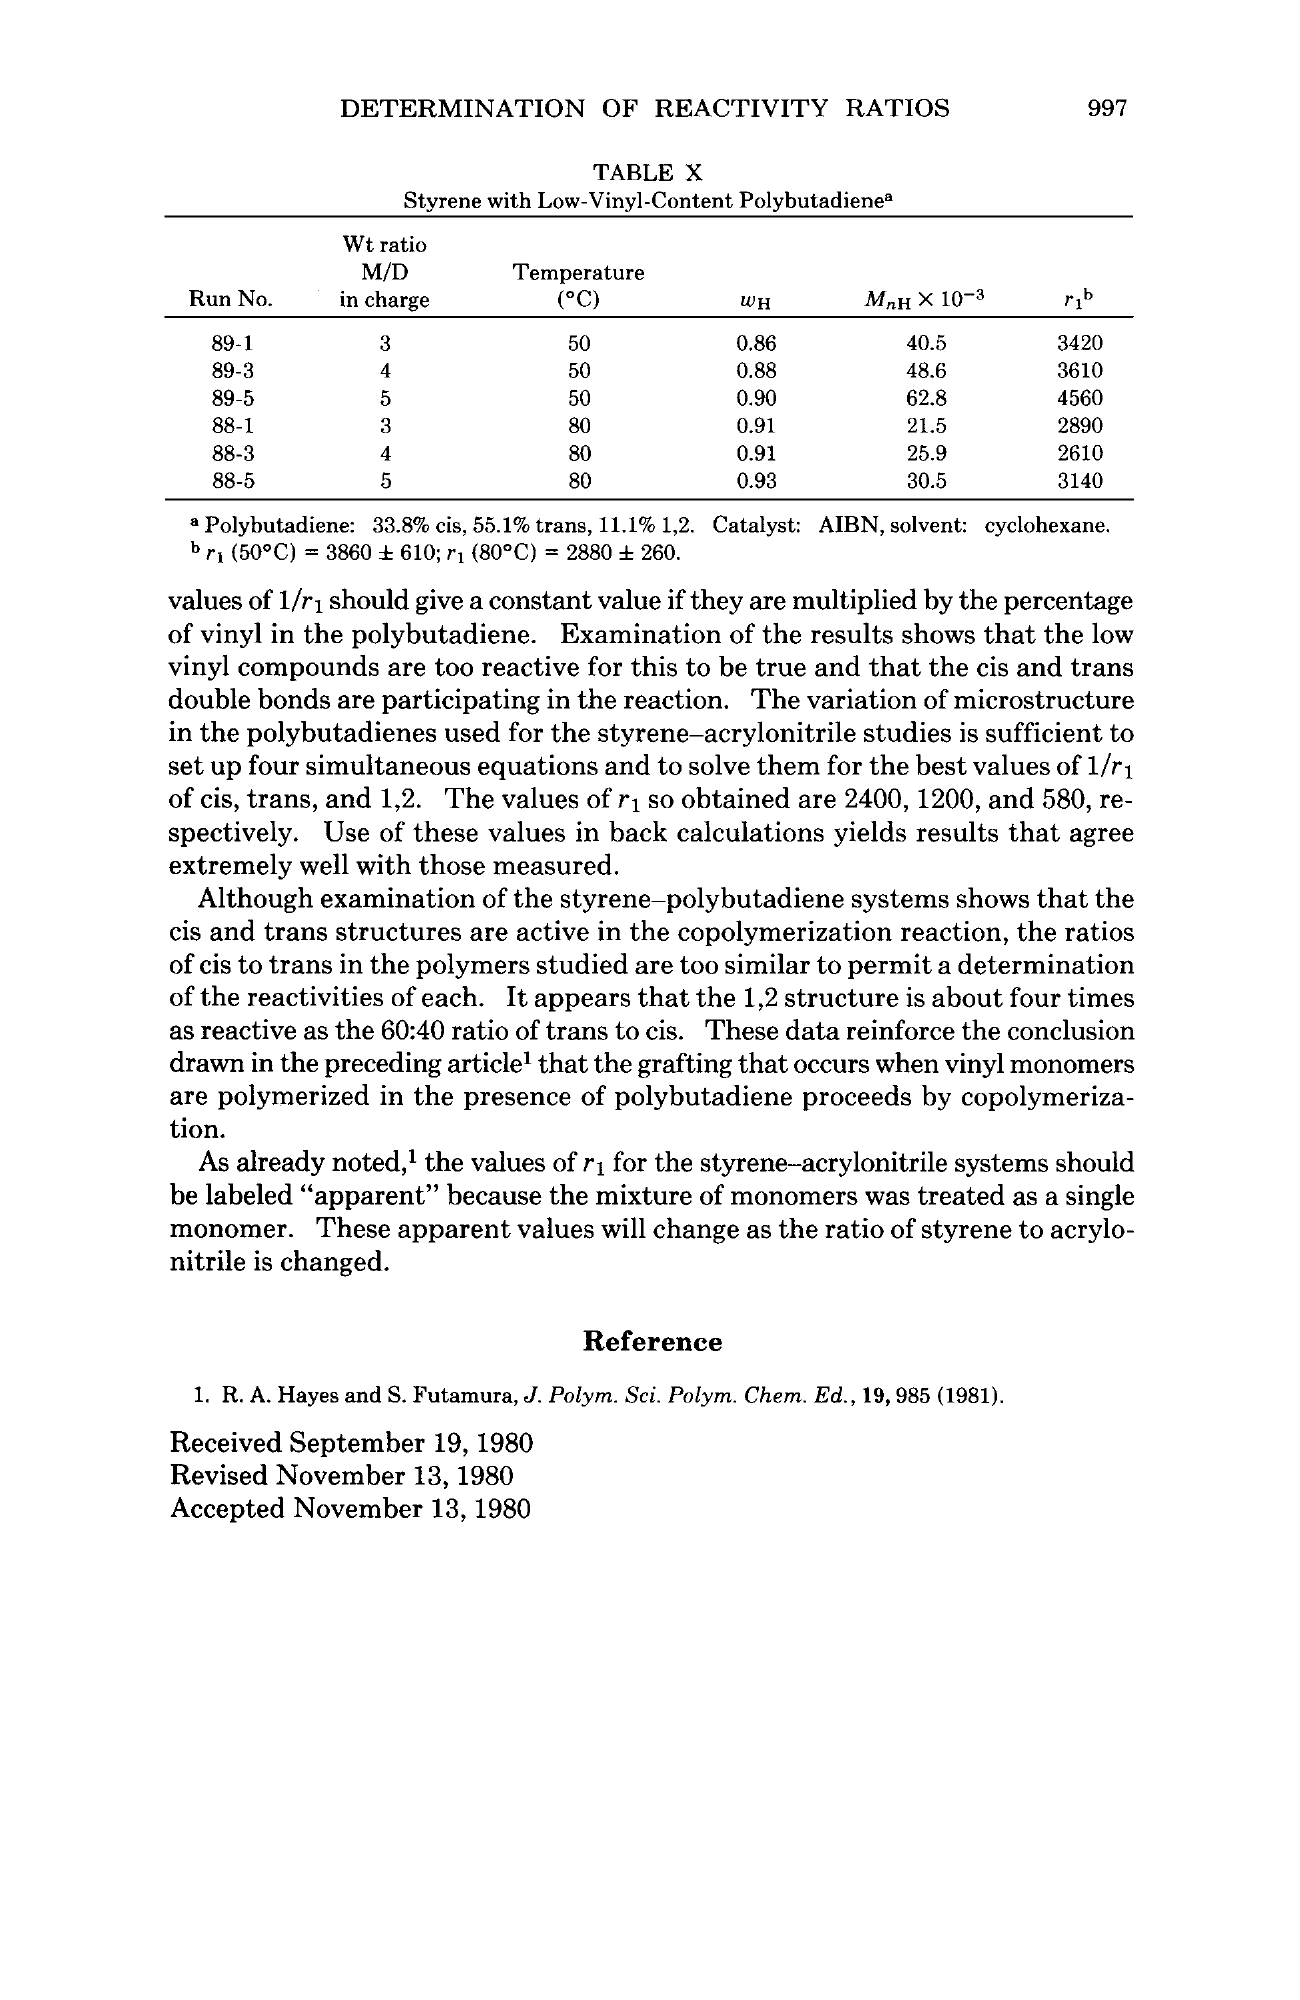 DETERMINATION OF REACTIVITY RATIOS 997
TABLE X
Styrene with Low-Vinyl-Content Polybutadieneᵃ
Wt ratio
M/D Temperature
Run No. in charge (°C) wH MnH × 10⁻³ r₁ᵇ
89-1 3 50 0.86 40.5 3420
89-3 4 50 0.88 48.6 3610
89-5 5 50 0.90 62.8 4560
88-1 3 80 0.91 21.5 2890
88-3 4 80 0.91 25.9 2610
88-5 5 80 0.93 30.5 3140
ᵃ Polybutadiene: 33.8% cis, 55.1% trans, 11.1% 1,2. Catalyst: AIBN, solvent: cyclohexane.
ᵇ r₁ (50°C) = 3860 ± 610; r₁ (80°C) = 2880 ± 260.
values of 1/r₁ should give a constant value if they are multiplied by the percentage
of vinyl in the polybutadiene. Examination of the results shows that the low
vinyl compounds are too reactive for this to be true and that the cis and trans
double bonds are participating in the reaction. The variation of microstructure
in the polybutadienes used for the styrene–acrylonitrile studies is sufficient to
set up four simultaneous equations and to solve them for the best values of 1/r₁
of cis, trans, and 1,2. The values of r₁ so obtained are 2400, 1200, and 580, re-
spectively. Use of these values in back calculations yields results that agree
extremely well with those measured.
Although examination of the styrene–polybutadiene systems shows that the
cis and trans structures are active in the copolymerization reaction, the ratios
of cis to trans in the polymers studied are too similar to permit a determination
of the reactivities of each. It appears that the 1,2 structure is about four times
as reactive as the 60:40 ratio of trans to cis. These data reinforce the conclusion
drawn in the preceding article¹ that the grafting that occurs when vinyl monomers
are polymerized in the presence of polybutadiene proceeds by copolymeriza-
tion.
As already noted,¹ the values of r₁ for the styrene–acrylonitrile systems should
be labeled “apparent” because the mixture of monomers was treated as a single
monomer. These apparent values will change as the ratio of styrene to acrylo-
nitrile is changed.
Reference
1. R. A. Hayes and S. Futamura, J. Polym. Sci. Polym. Chem. Ed., 19, 985 (1981).
Received September 19, 1980
Revised November 13, 1980
Accepted November 13, 1980